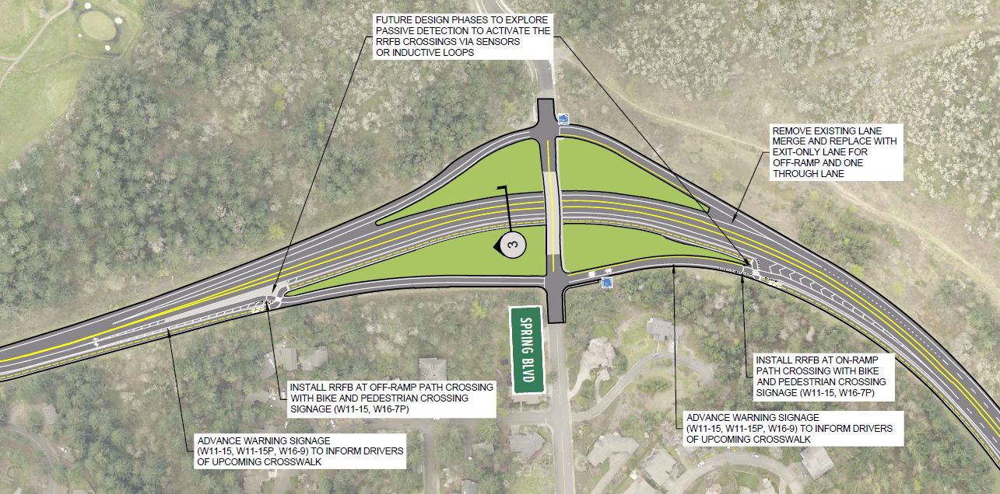 FUTURE DESIGN PHASES TO EXPLORE
PASSIVE DETECTION TO ACTIVATE THE
RRFB CROSSINGS VIA SENSORS
OR INDUCTIVE LOOPS
REMOVE EXISTING LANE
MERGE AND REPLACE WITH
EXIT-ONLY LANE FOR
OFF-RAMP AND ONE
THROUGH LANE
3
SPRING BLVD
INSTALL RRFB AT ON-RAMP
PATH CROSSING WITH BIKE
AND PEDESTRIAN CROSSING
SIGNAGE (W11-15, W16-7P)
INSTALL RRFB AT OFF-RAMP PATH CROSSING
WITH BIKE AND PEDESTRIAN CROSSING
SIGNAGE (W11-15, W16-7P)
ADVANCE WARNING SIGNAGE
(W11-15, W11-15P, W16-9) TO INFORM DRIVERS
OF UPCOMING CROSSWALK
ADVANCE WARNING SIGNAGE
(W11-15, W11-15P, W16-9) TO INFORM DRIVERS
OF UPCOMING CROSSWALK